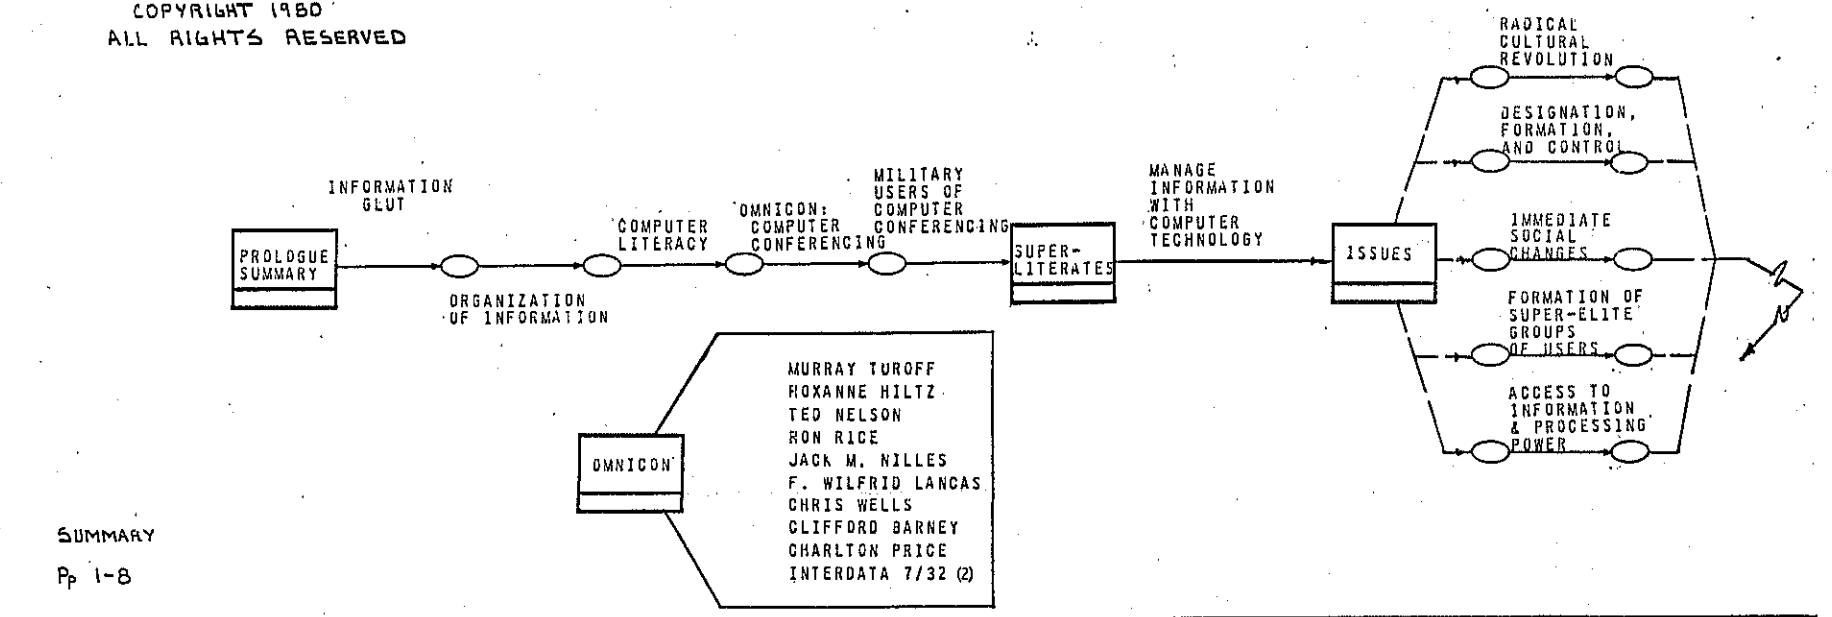 COPYRIGHT 1980
ALL RIGHTS RESERVED
PROLOGUE
SUMMARY
INFORMATION
GLUT
ORGANIZATION
OF INFORMATION
COMPUTER
LITERACY
OMNICON:
COMPUTER
CONFERENCING
MILITARY
USERS OF
COMPUTER
CONFERENCING
SUPER-
LITERATES
MANAGE
INFORMATION
WITH
COMPUTER
TECHNOLOGY
ISSUES
RADICAL
CULTURAL
REVOLUTION
DESIGNATION,
FORMATION,
AND CONTROL
IMMEDIATE
SOCIAL
CHANGES
FORMATION OF
SUPER-ELITE
GROUPS
OF USERS
ACCESS TO
INFORMATION
& PROCESSING
POWER
OMNICON
MURRAY TUROFF
ROXANNE HILTZ
TED NELSON
RON RICE
JACK M. NILLES
F. WILFRID LANCAS
CHRIS WELLS
CLIFFORD BARNEY
CHARLTON PRICE
INTERDATA 7/32 (2)
SUMMARY
Pp 1-8